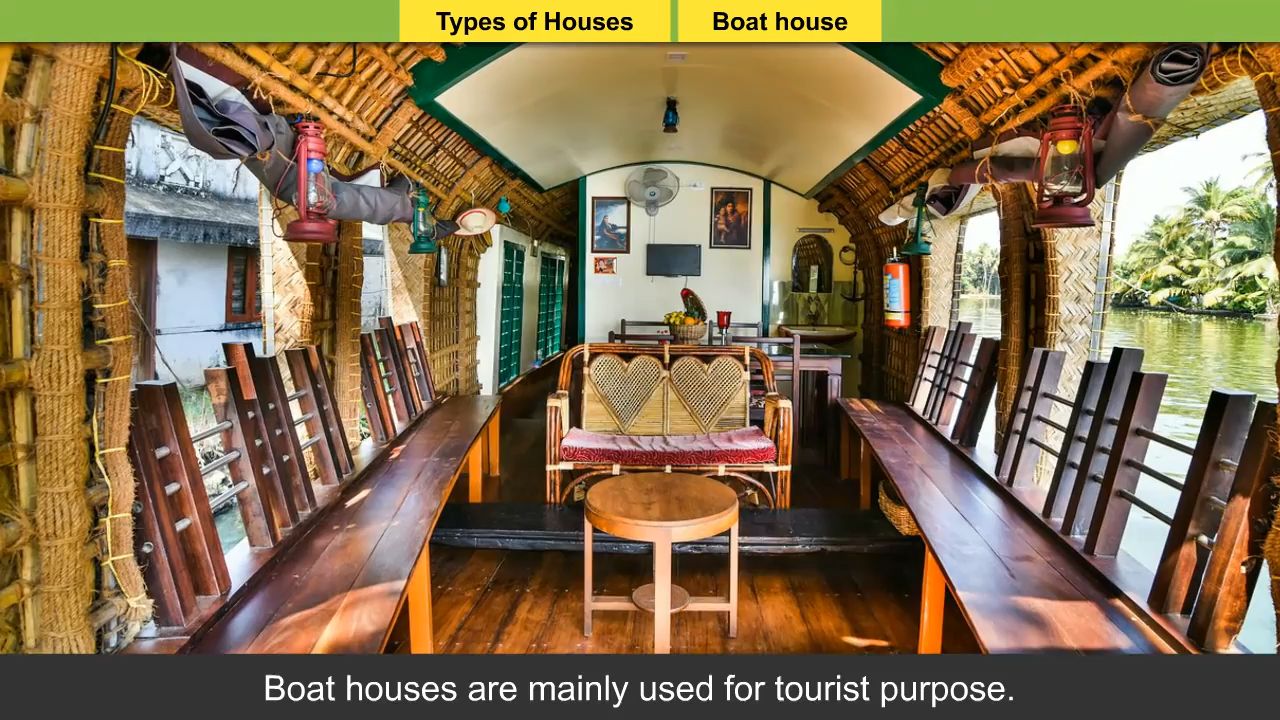 Types of Houses
Boat house
Boat houses are mainly used for tourist purpose.